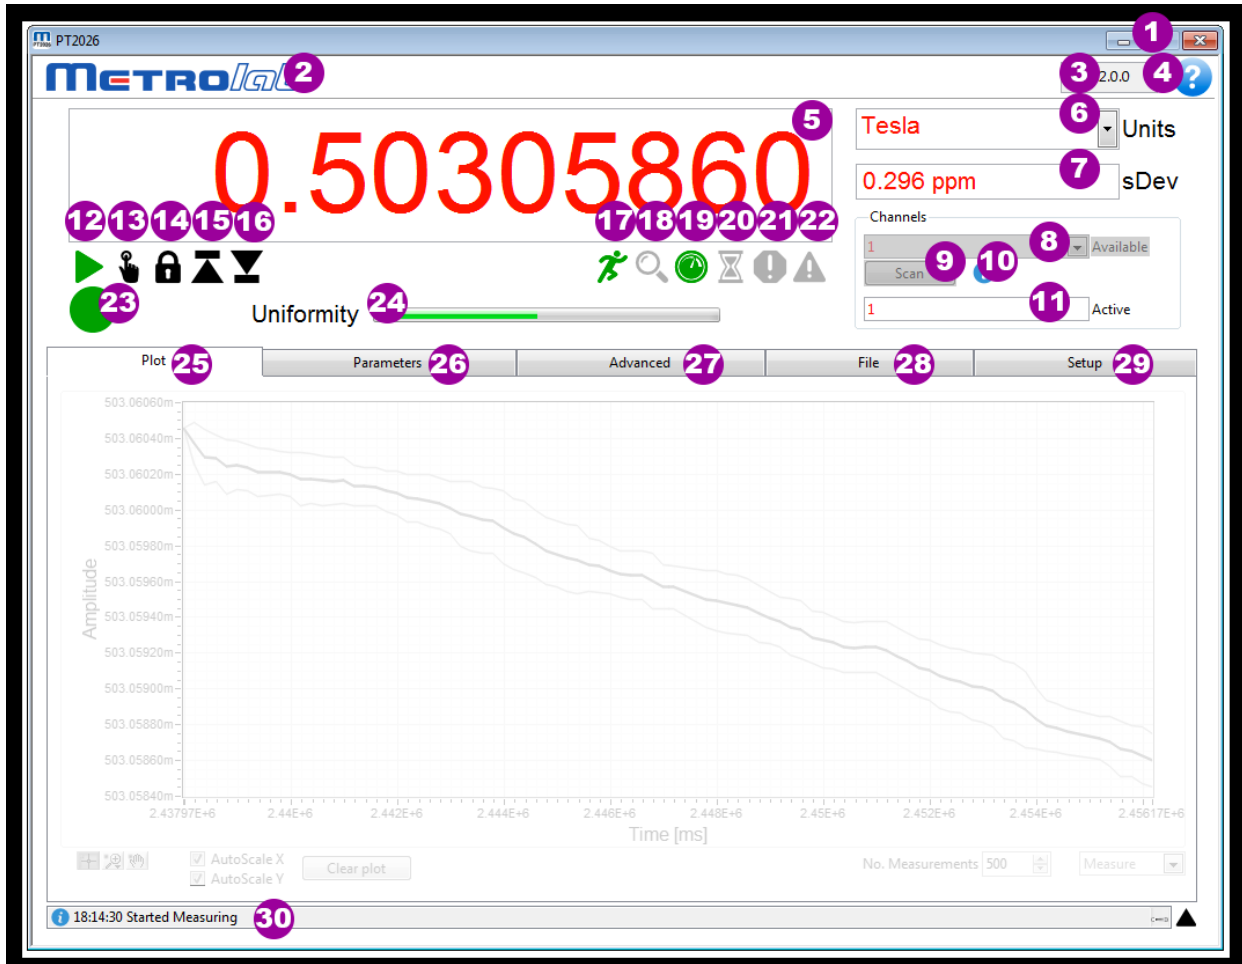 PT2026
1
METROlab 2
3 2.0.0 4 ?
0.50305860 5
Tesla 6 Units
0.296 ppm 7 sDev
Channels
1 8 Available
Scan 9 10
1 11 Active
12 13 14 15 16 17 18 19 20 21 22
23 Uniformity 24
Plot 25 Parameters 26 Advanced 27 File 28 Setup 29
503.06060m
503.06040m
503.06020m
503.06000m
503.05980m
503.05960m
503.05940m
503.05920m
503.05900m
503.05880m
503.05860m
503.05840m
Amplitude
2.43797E+6 2.44E+6 2.442E+6 2.444E+6 2.446E+6 2.448E+6 2.45E+6 2.452E+6 2.454E+6 2.45617E+6
Time [ms]
AutoScale X
AutoScale Y
Clear plot
No. Measurements 500 Measure
18:14:30 Started Measuring 30